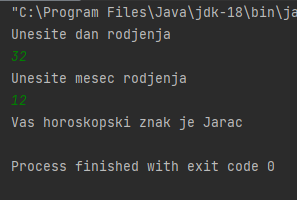 "C:\Program Files\Java\jdk-18\bin\ja
Unesite dan rodjenja
32
Unesite mesec rodjenja
12
Vas horoskopski znak je Jarac
Process finished with exit code 0